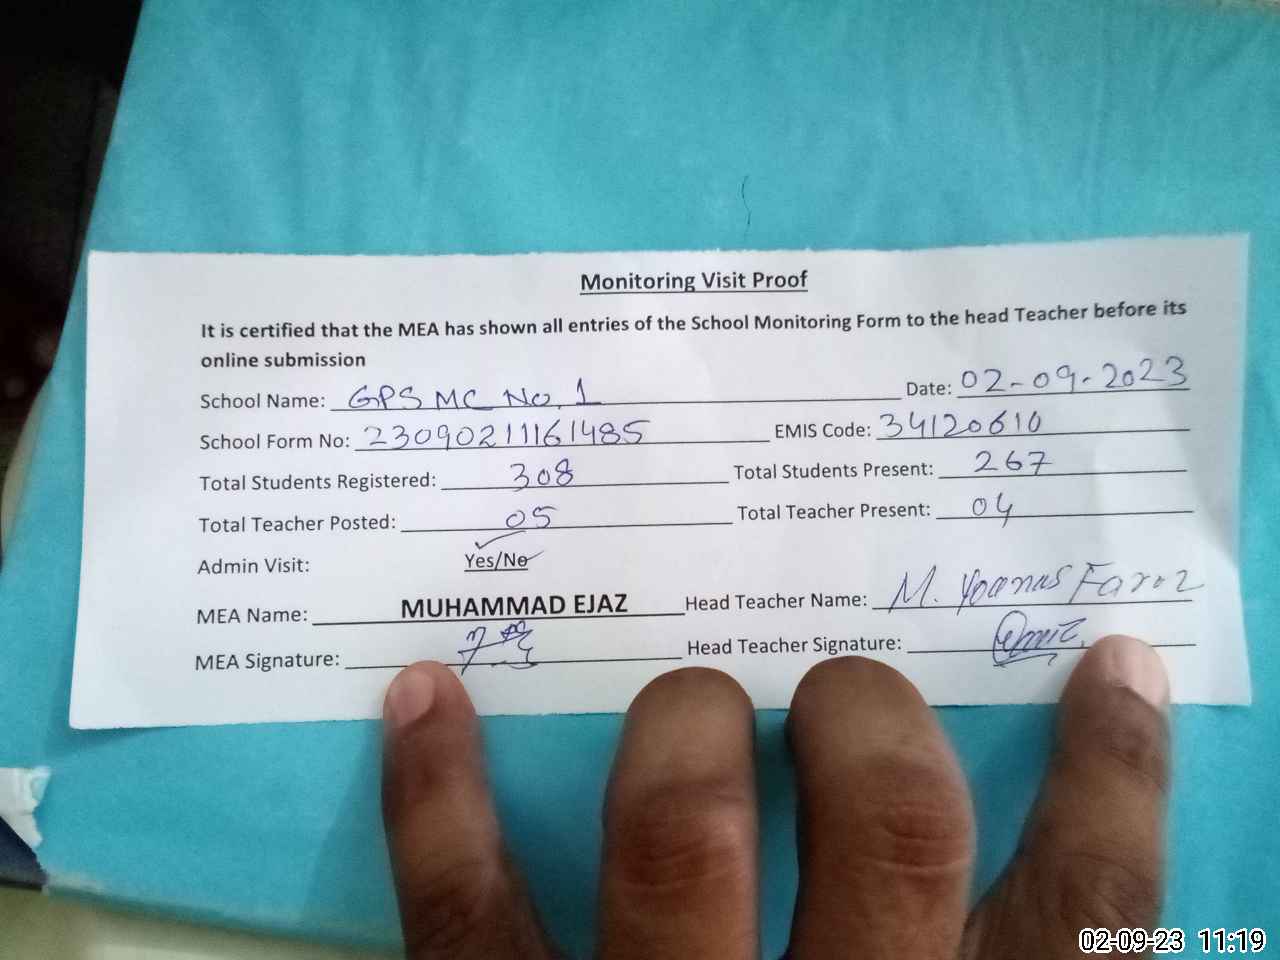 Monitoring Visit Proof
It is certified that the MEA has shown all entries of the School Monitoring Form to the head Teacher before its
online submission
School Name: GPS MC No. 1 Date: 02-09-2023
School Form No: 23090211161485 EMIS Code: 34120610
Total Students Registered: 308 Total Students Present: 267
Total Teacher Posted: 05 Total Teacher Present: 04
Admin Visit: Yes/No
MEA Name: MUHAMMAD EJAZ Head Teacher Name: M. Younus
MEA Signature: Head Teacher Signature:
02-09-23 11:19